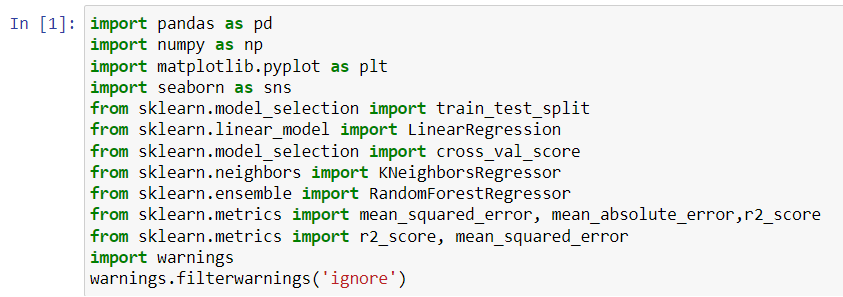 In [1]: import pandas as pd
import numpy as np
import matplotlib.pyplot as plt
import seaborn as sns
from sklearn.model_selection import train_test_split
from sklearn.linear_model import LinearRegression
from sklearn.model_selection import cross_val_score
from sklearn.neighbors import KNeighborsRegressor
from sklearn.ensemble import RandomForestRegressor
from sklearn.metrics import mean_squared_error, mean_absolute_error,r2_score
from sklearn.metrics import r2_score, mean_squared_error
import warnings
warnings.filterwarnings('ignore')